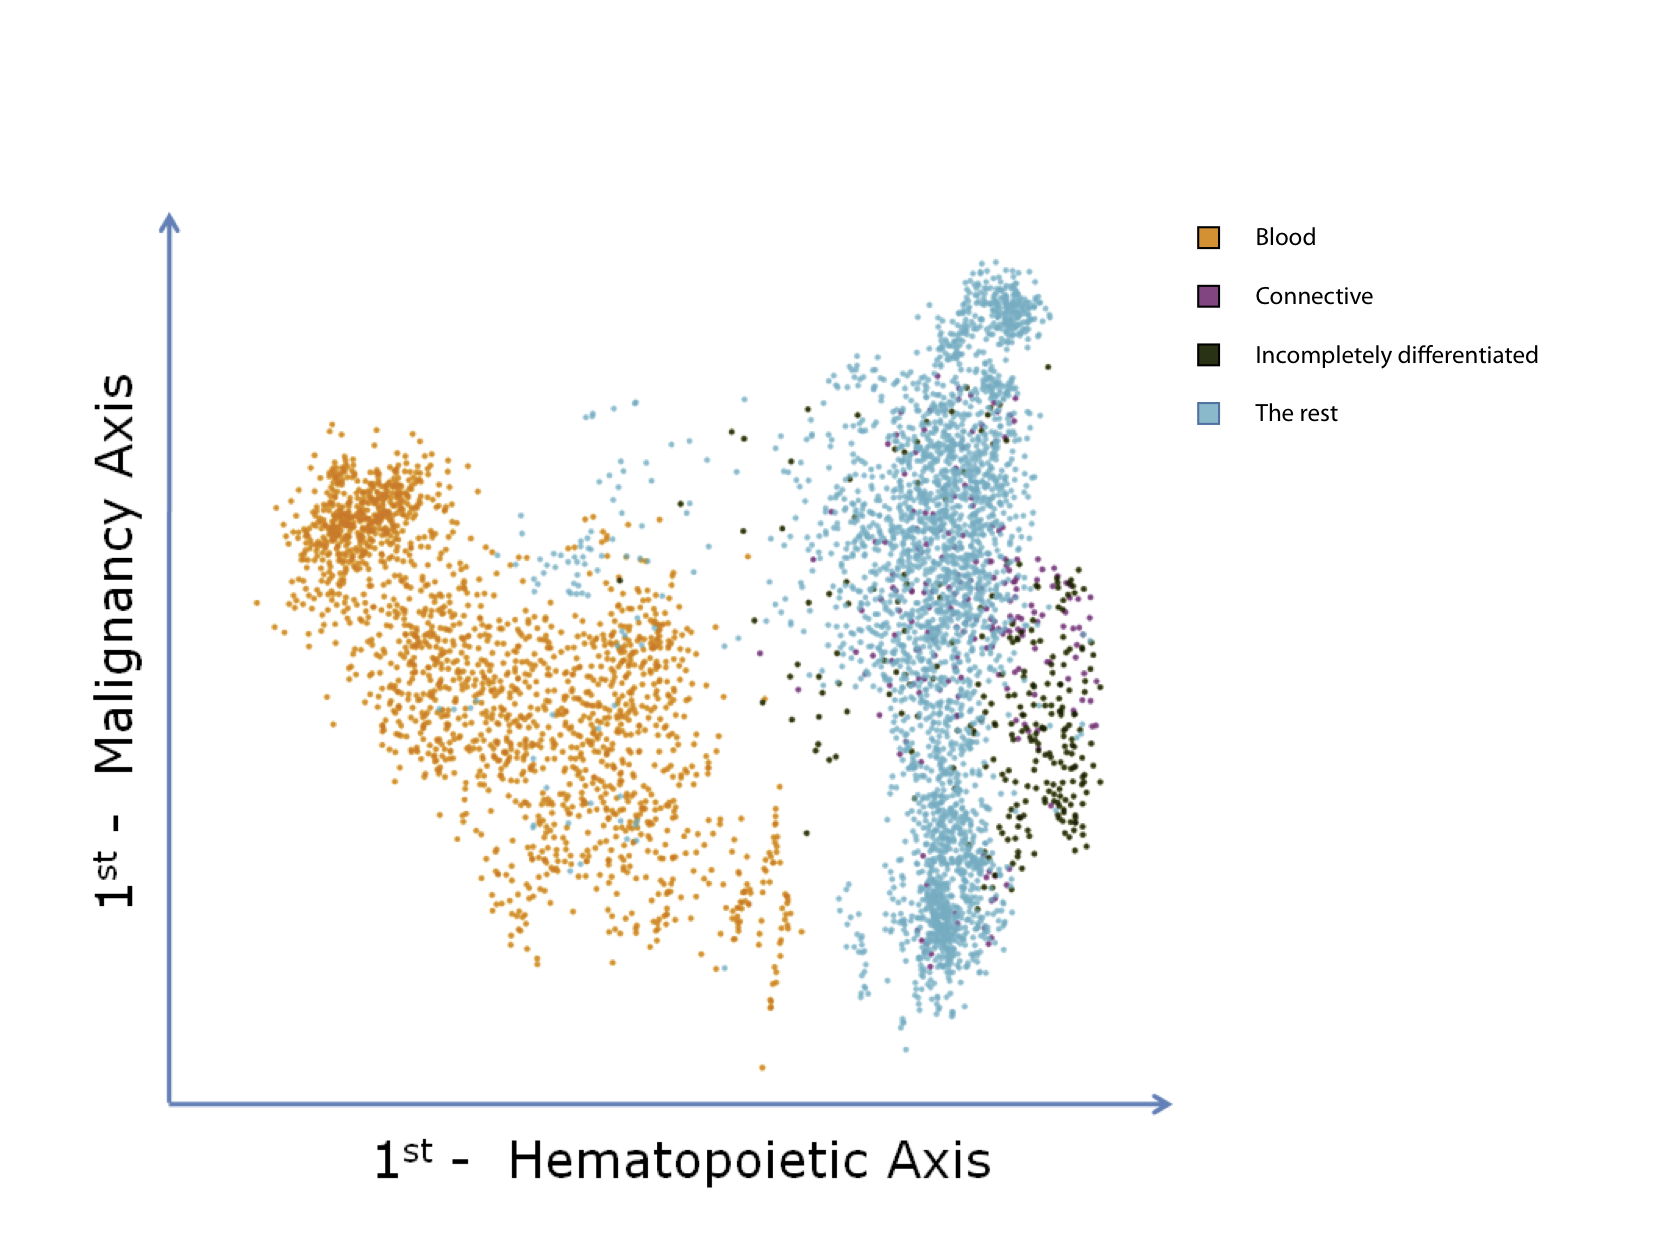 Blood
Connective
Incompletely differentiated
The rest
1st - Malignancy Axis
1st - Hematopoietic Axis